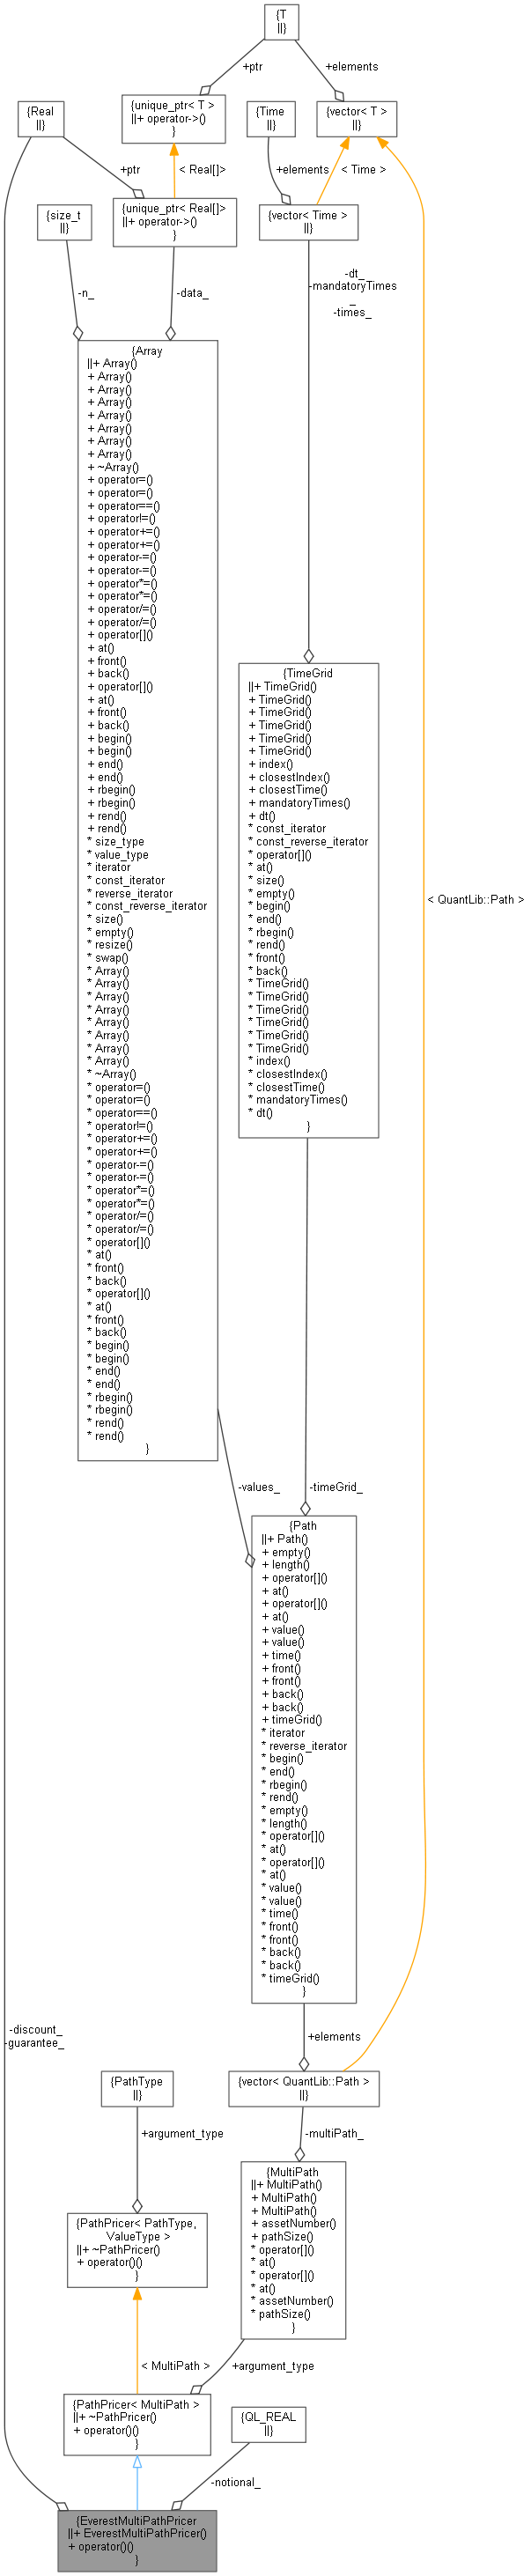 {T
||}
+ptr
+elements
{Real
||}
{unique_ptr< T >
||+ operator->()
}
{Time
||}
{vector< T >
||}
+ptr
< Real[]>
+elements
< Time >
{size_t
||}
{unique_ptr< Real[]>
||+ operator->()
}
{vector< Time >
||}
-n_
-data_
-dt_
-mandatoryTimes
_
-times_
{Array
||+ Array()
+ Array()
+ Array()
+ Array()
+ Array()
+ Array()
+ Array()
+ Array()
+ ~Array()
+ operator=()
+ operator=()
+ operator==()
+ operator!=()
+ operator+=()
+ operator+=()
+ operator-=()
+ operator-=()
+ operator*=()
+ operator*=()
+ operator/=()
+ operator/=()
+ operator[]()
+ at()
+ front()
+ back()
+ operator[]()
+ at()
+ front()
+ back()
+ begin()
+ begin()
+ end()
+ end()
+ rbegin()
+ rbegin()
+ rend()
+ rend()
* size_type
* value_type
* iterator
* const_iterator
* reverse_iterator
* const_reverse_iterator
* size()
* empty()
* resize()
* swap()
* Array()
* Array()
* Array()
* Array()
* Array()
* Array()
* Array()
* Array()
* ~Array()
* operator=()
* operator=()
* operator==()
* operator!=()
* operator+=()
* operator+=()
* operator-=()
* operator-=()
* operator*=()
* operator*=()
* operator/=()
* operator/=()
* operator[]()
* at()
* front()
* back()
* operator[]()
* at()
* front()
* back()
* begin()
* begin()
* end()
* end()
* rbegin()
* rbegin()
* rend()
* rend()
}
{TimeGrid
||+ TimeGrid()
+ TimeGrid()
+ TimeGrid()
+ TimeGrid()
+ TimeGrid()
+ TimeGrid()
+ index()
+ closestIndex()
+ closestTime()
+ mandatoryTimes()
+ dt()
* const_iterator
* const_reverse_iterator
* operator[]()
* at()
* size()
* empty()
* begin()
* end()
* rbegin()
* rend()
* front()
* back()
* TimeGrid()
* TimeGrid()
* TimeGrid()
* TimeGrid()
* TimeGrid()
* TimeGrid()
* index()
* closestIndex()
* closestTime()
* mandatoryTimes()
* dt()
}
< QuantLib::Path >
-values_
-timeGrid_
{Path
||+ Path()
+ empty()
+ length()
+ operator[]()
+ at()
+ operator[]()
+ at()
+ value()
+ value()
+ time()
+ front()
+ front()
+ back()
+ back()
+ timeGrid()
* iterator
* reverse_iterator
* begin()
* end()
* rbegin()
* rend()
* empty()
* length()
* operator[]()
* at()
* operator[]()
* at()
* value()
* value()
* time()
* front()
* front()
* back()
* back()
* timeGrid()
}
-discount_
-guarantee_
+elements
{PathType
||}
{vector< QuantLib::Path >
||}
+argument_type
-multiPath_
{PathPricer< PathType,
ValueType >
||+ ~PathPricer()
+ operator()()
}
{MultiPath
||+ MultiPath()
+ MultiPath()
+ MultiPath()
+ assetNumber()
+ pathSize()
* operator[]()
* at()
* operator[]()
* at()
* assetNumber()
* pathSize()
}
< MultiPath >
+argument_type
{PathPricer< MultiPath >
||+ ~PathPricer()
+ operator()()
}
{QL_REAL
||}
-notional_
{EverestMultiPathPricer
||+ EverestMultiPathPricer()
+ operator()()
}